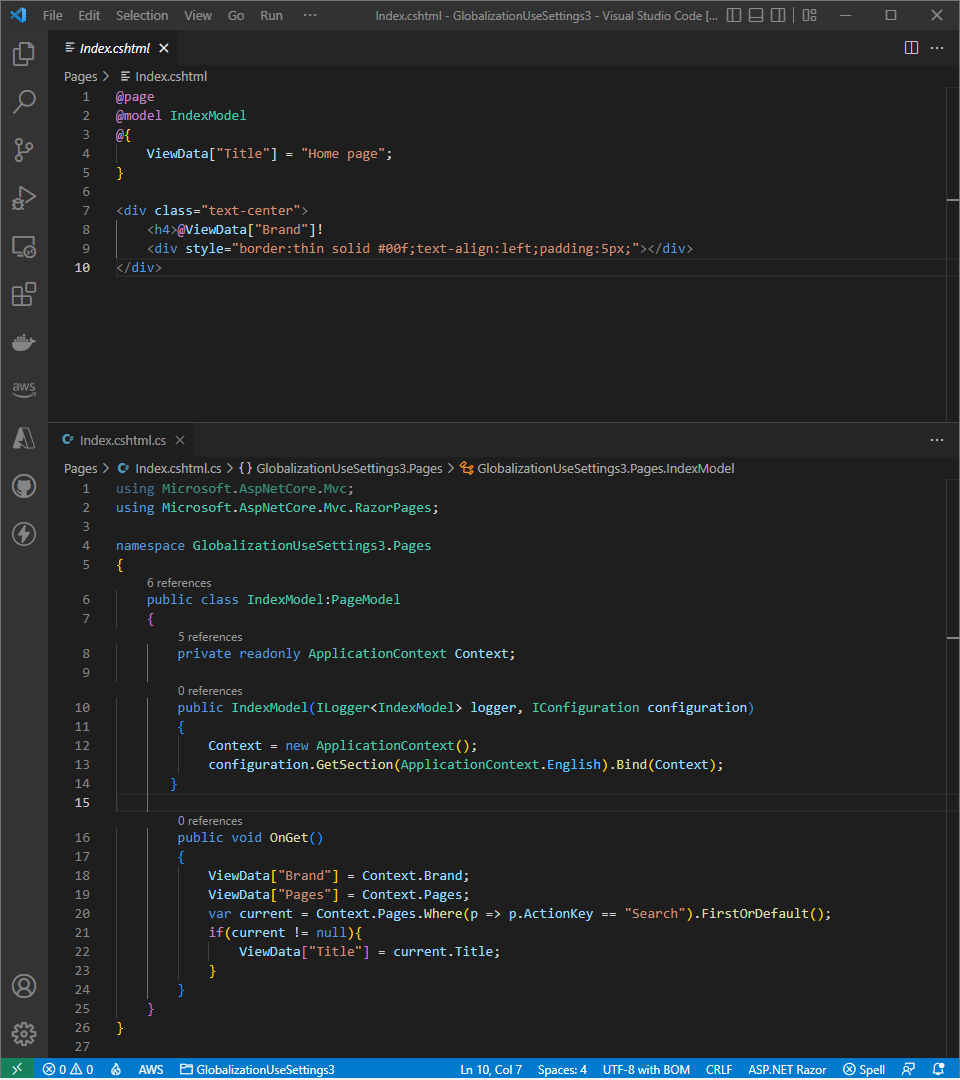 File Edit Selection View Go Run ··· Index.cshtml - GlobalizationUseSettings3 - Visual Studio Code [...
Index.cshtml
Pages > Index.cshtml
1 @page
2 @model IndexModel
3 @{
4     ViewData["Title"] = "Home page";
5 }
6
7 <div class="text-center">
8     <h4>@ViewData["Brand"]!
9     <div style="border:thin solid #00f;text-align:left;padding:5px;"></div>
10 </div>
aws
Index.cshtml.cs
Pages > Index.cshtml.cs > {} GlobalizationUseSettings3.Pages > GlobalizationUseSettings3.Pages.IndexModel
1 using Microsoft.AspNetCore.Mvc;
2 using Microsoft.AspNetCore.Mvc.RazorPages;
3
4 namespace GlobalizationUseSettings3.Pages
5 {
6 references
6     public class IndexModel:PageModel
7     {
5 references
8         private readonly ApplicationContext Context;
9
0 references
10         public IndexModel(ILogger<IndexModel> logger, IConfiguration configuration)
11         {
12             Context = new ApplicationContext();
13             configuration.GetSection(ApplicationContext.English).Bind(Context);
14         }
15
0 references
16         public void OnGet()
17         {
18             ViewData["Brand"] = Context.Brand;
19             ViewData["Pages"] = Context.Pages;
20             var current = Context.Pages.Where(p => p.ActionKey == "Search").FirstOrDefault();
21             if(current != null){
22                 ViewData["Title"] = current.Title;
23             }
24         }
25     }
26 }
27
0 0 AWS GlobalizationUseSettings3 Ln 10, Col 7 Spaces: 4 UTF-8 with BOM CRLF ASP.NET Razor Spell